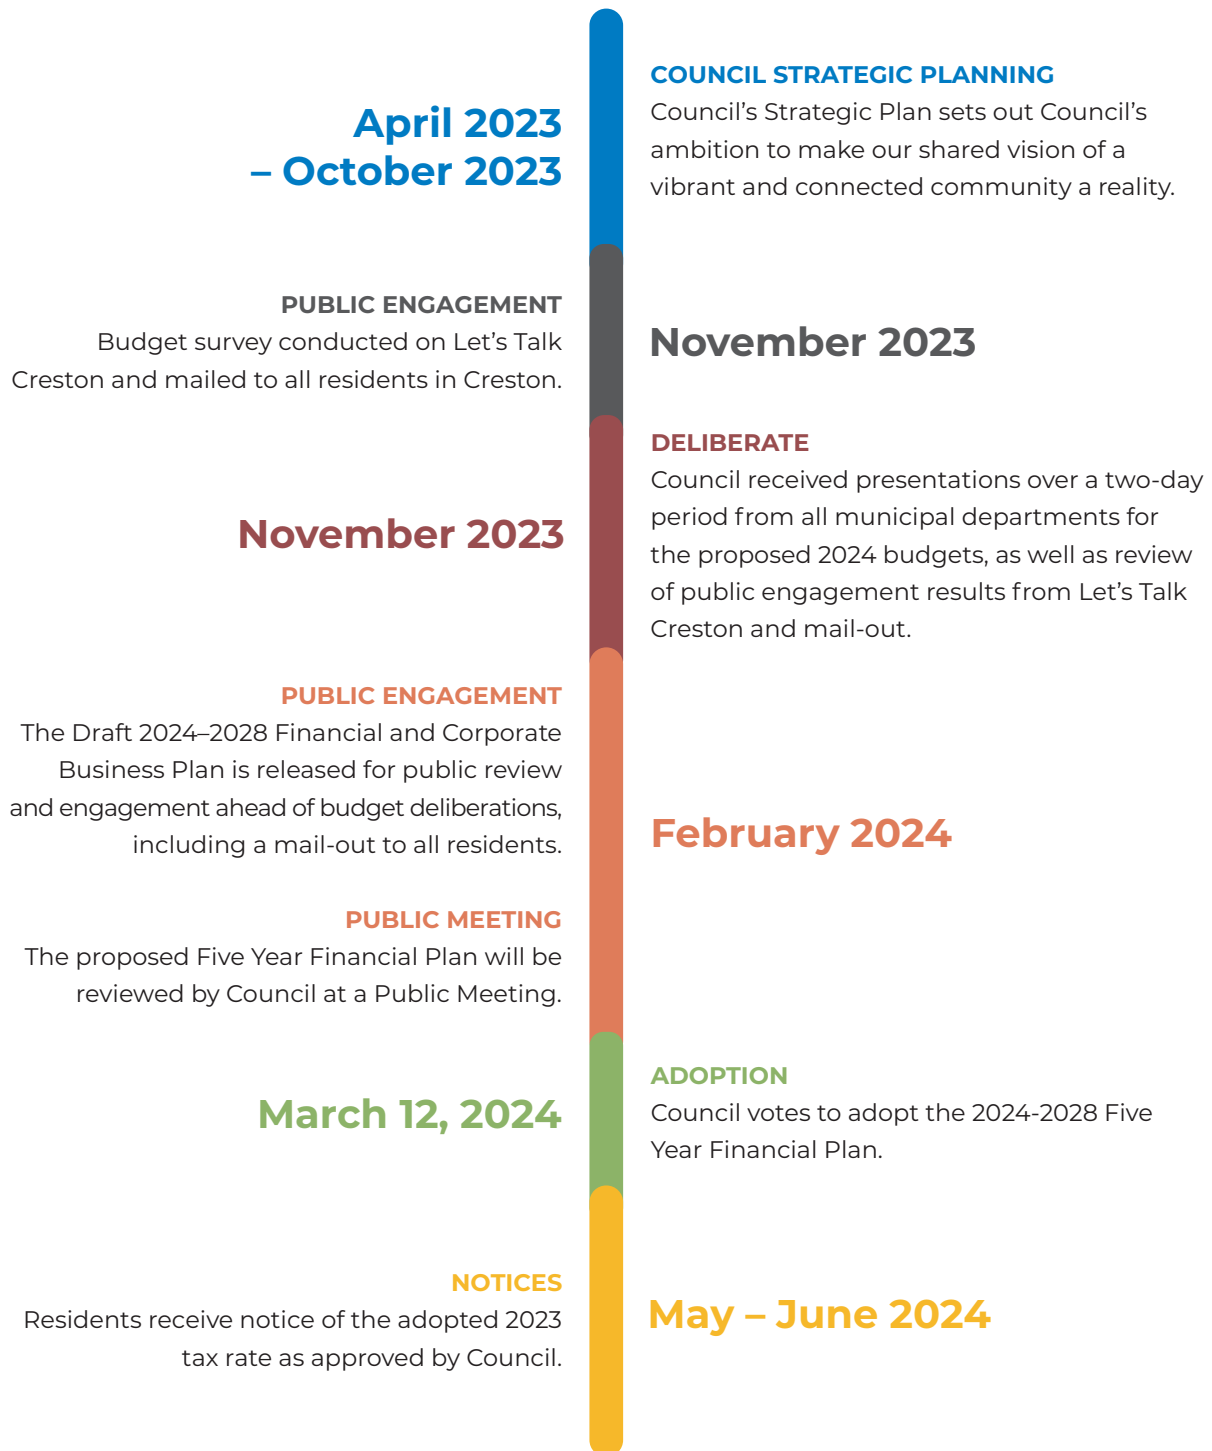 April 2023
– October 2023
COUNCIL STRATEGIC PLANNING
Council’s Strategic Plan sets out Council’s
ambition to make our shared vision of a
vibrant and connected community a reality.
PUBLIC ENGAGEMENT
Budget survey conducted on Let’s Talk
Creston and mailed to all residents in Creston.
November 2023
November 2023
DELIBERATE
Council received presentations over a two-day
period from all municipal departments for
the proposed 2024 budgets, as well as review
of public engagement results from Let’s Talk
Creston and mail-out.
PUBLIC ENGAGEMENT
The Draft 2024–2028 Financial and Corporate
Business Plan is released for public review
and engagement ahead of budget deliberations,
including a mail-out to all residents.
PUBLIC MEETING
The proposed Five Year Financial Plan will be
reviewed by Council at a Public Meeting.
February 2024
March 12, 2024
ADOPTION
Council votes to adopt the 2024-2028 Five
Year Financial Plan.
NOTICES
Residents receive notice of the adopted 2023
tax rate as approved by Council.
May – June 2024